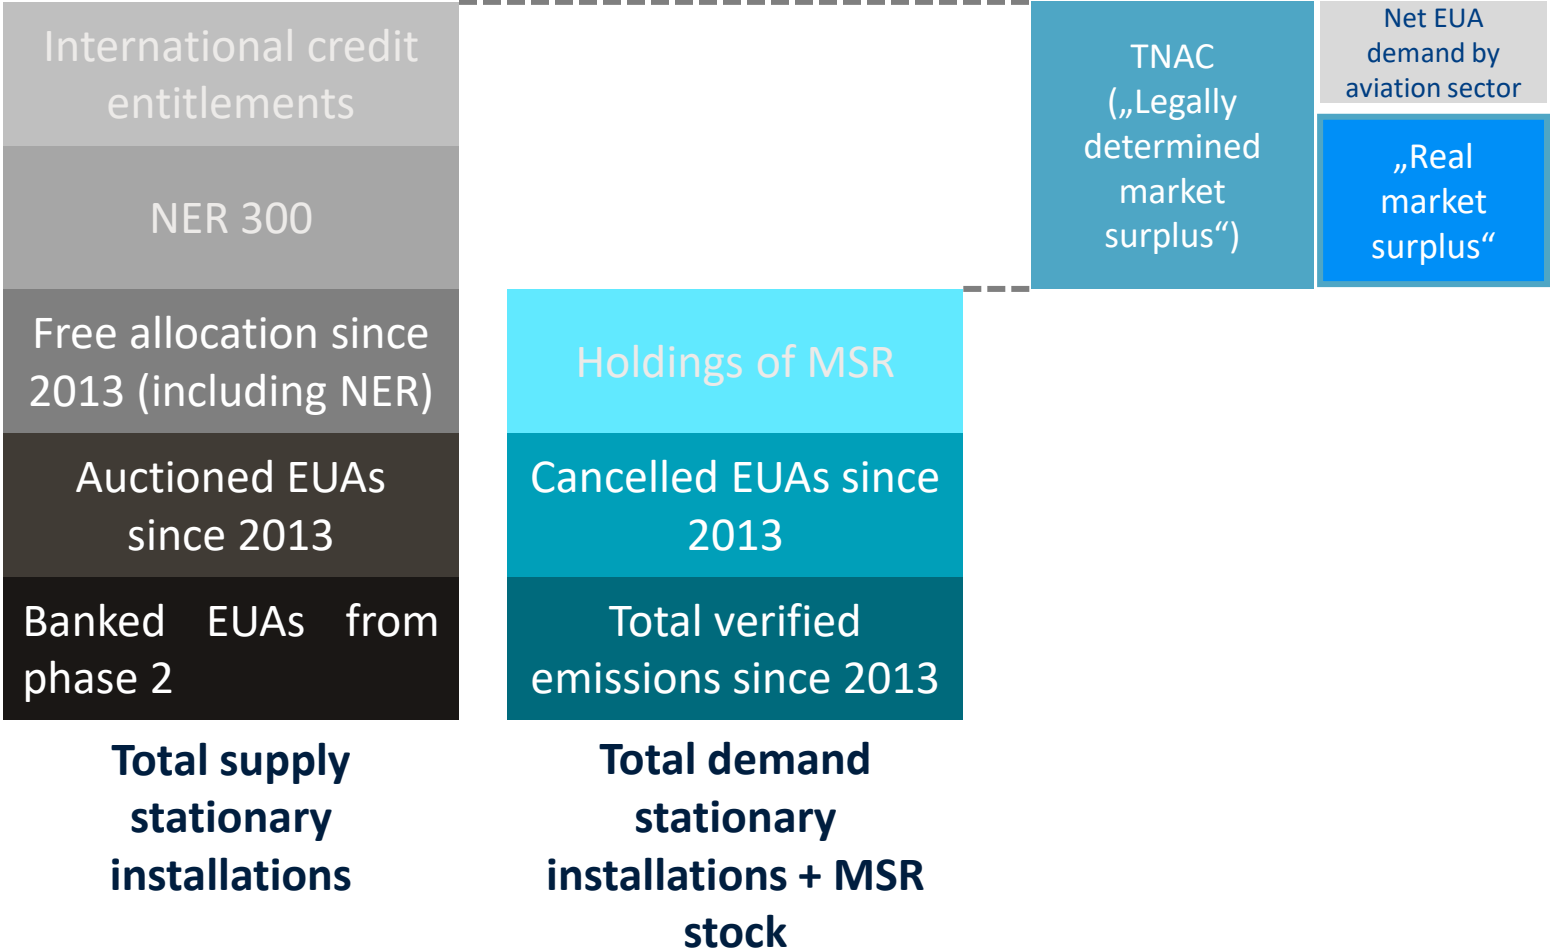 International credit
entitlements
NER 300
Free allocation since
2013 (including NER)
Auctioned EUAs
since 2013
Banked EUAs from
phase 2
Total supply
stationary
installations
Holdings of MSR
Cancelled EUAs since
2013
Total verified
emissions since 2013
Total demand
stationary
installations + MSR
stock
TNAC
(„Legally
determined
market
surplus“)
Net EUA
demand by
aviation sector
„Real
market
surplus“